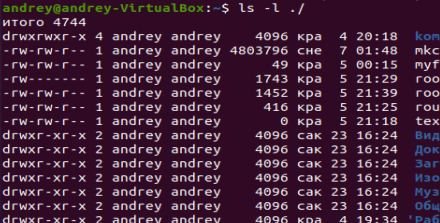 andrey@andrey-VirtualBox:~$ ls -l ./
итого 4744
drwxrwxr-x 4 andrey andrey 4096 кра 4 20:18 kom
-rw-rw-r-- 1 andrey andrey 4803796 сне 7 01:48 mkc
-rw-rw-r-- 1 andrey andrey 49 кра 5 00:15 myf
-rw------- 1 andrey andrey 1743 кра 5 21:29 roo
-rw-rw-r-- 1 andrey andrey 1452 кра 4 21:39 roo
-rw-rw-r-- 1 andrey andrey 416 кра 5 21:25 rou
-rw-rw-r-- 1 andrey andrey 0 кра 5 21:18 tex
drwxr-xr-x 2 andrey andrey 4096 сак 23 16:24 Вид
drwxr-xr-x 2 andrey andrey 4096 сак 23 16:24 Док
drwxr-xr-x 2 andrey andrey 4096 сак 23 16:24 Заг
drwxr-xr-x 2 andrey andrey 4096 сак 23 16:24 Изо
drwxr-xr-x 2 andrey andrey 4096 сак 23 16:24 Муз
drwxr-xr-x 2 andrey andrey 4096 сак 23 16:24 Общ
drwxr-xr-x 2 andrey andrey 4096 кра 4 19:34 'Раб